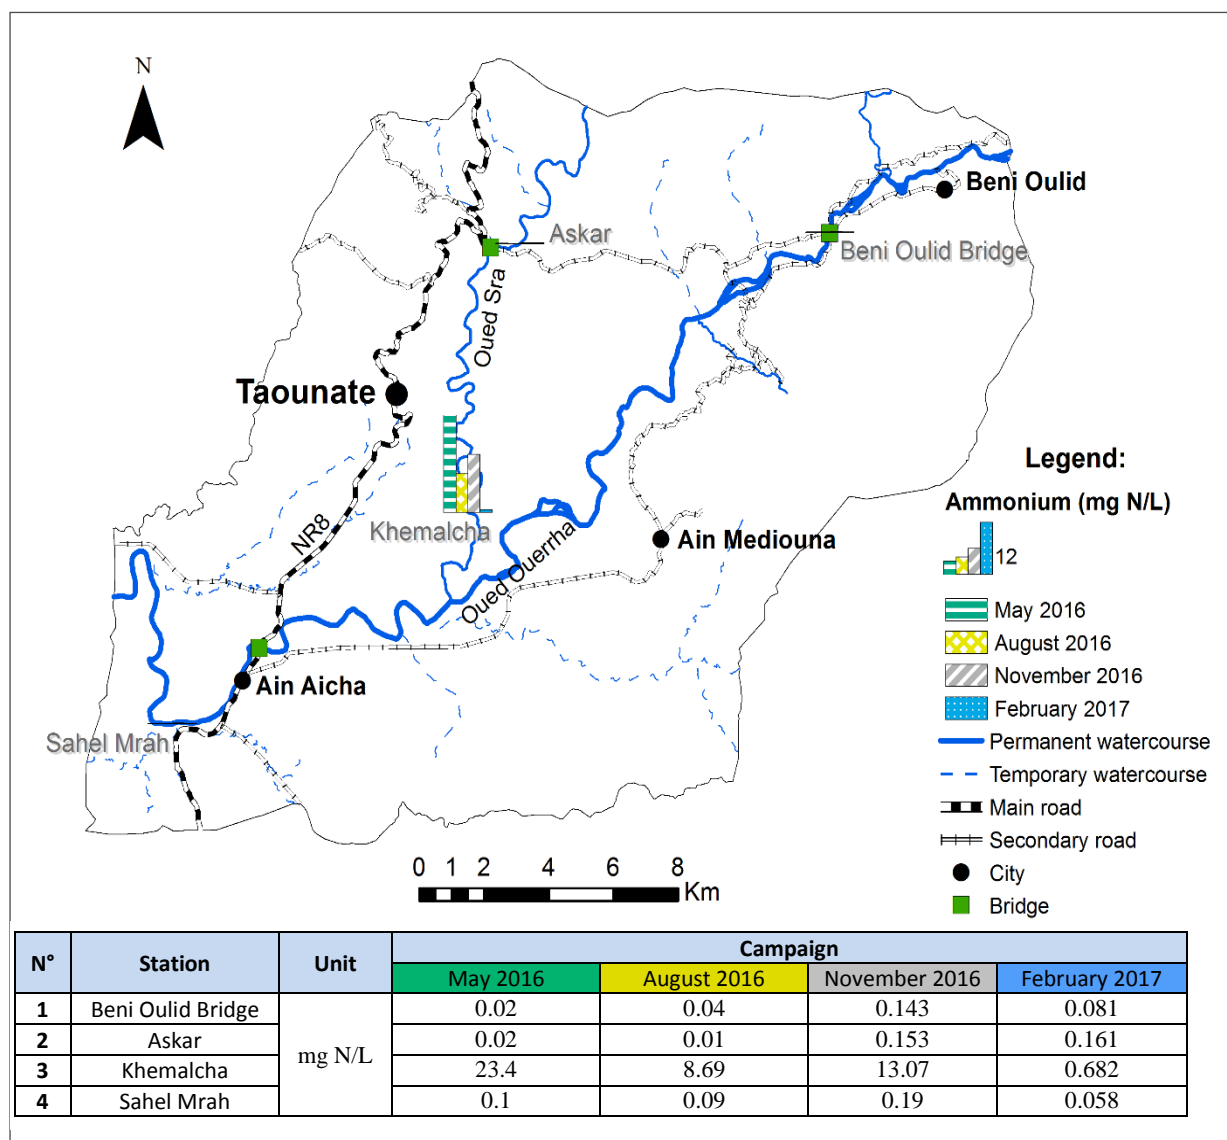 N
Beni Oulid
Askar
Beni Oulid Bridge
Oued Sra
Taounate
Khemalcha
NR8
Oued Ouerrha
Ain Mediouna
Ain Aicha
Sahel Mrah
Legend:
Ammonium (mg N/L)
12
May 2016
August 2016
November 2016
February 2017
Permanent watercourse
Temporary watercourse
Main road
Secondary road
City
Bridge
0 1 2 4 6 8
Km
N° Station Unit Campaign
May 2016 August 2016 November 2016 February 2017
1 Beni Oulid Bridge mg N/L 0.02 0.04 0.143 0.081
2 Askar 0.02 0.01 0.153 0.161
3 Khemalcha 23.4 8.69 13.07 0.682
4 Sahel Mrah 0.1 0.09 0.19 0.058